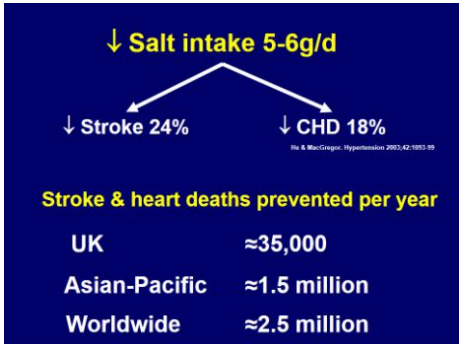 ↓ Salt intake 5-6g/d
↓ Stroke 24% ↓ CHD 18%
He & MacGregor. Hypertension 2003;42:1093-99
Stroke & heart deaths prevented per year
UK ≈35,000
Asian-Pacific ≈1.5 million
Worldwide ≈2.5 million